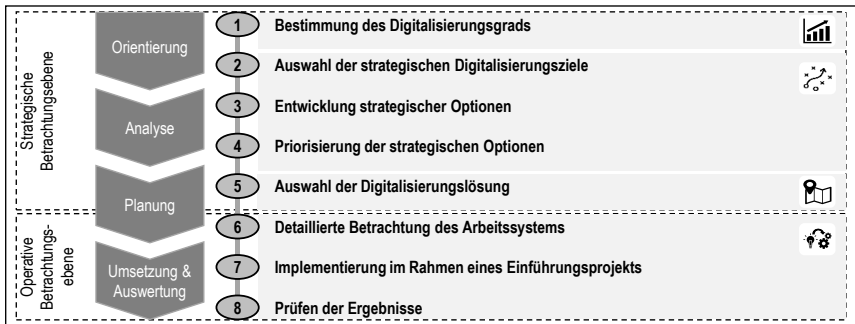 Strategische
Betrachtungsebene
Operative
Betrachtungs-
ebene
Orientierung
Analyse
Planung
Umsetzung &
Auswertung
1 Bestimmung des Digitalisierungsgrads
2 Auswahl der strategischen Digitalisierungsziele
3 Entwicklung strategischer Optionen
4 Priorisierung der strategischen Optionen
5 Auswahl der Digitalisierungslösung
6 Detaillierte Betrachtung des Arbeitssystems
7 Implementierung im Rahmen eines Einführungsprojekts
8 Prüfen der Ergebnisse